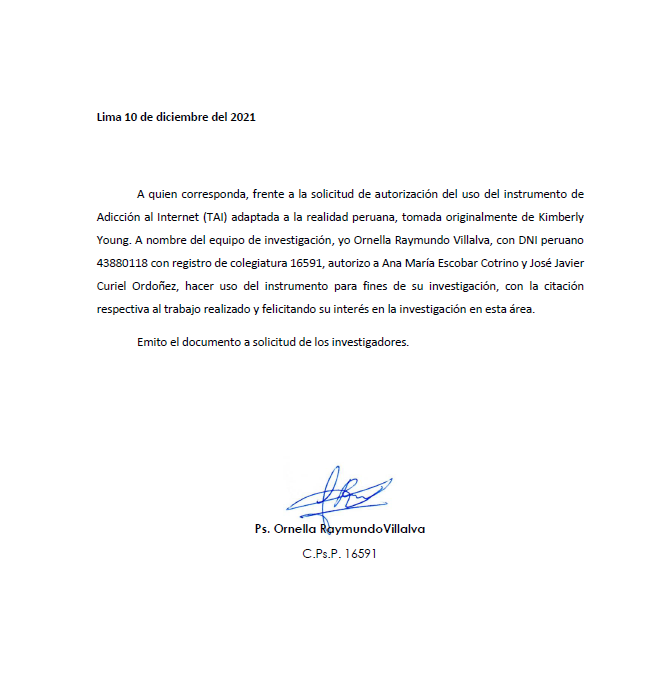 Lima 10 de diciembre del 2021
A quien corresponda, frente a la solicitud de autorización del uso del instrumento de
Adicción al Internet (TAI) adaptada a la realidad peruana, tomada originalmente de Kimberly
Young. A nombre del equipo de investigación, yo Ornella Raymundo Villalva, con DNI peruano
43880118 con registro de colegiatura 16591, autorizo a Ana María Escobar Cotrino y José Javier
Curiel Ordoñez, hacer uso del instrumento para fines de su investigación, con la citación
respectiva al trabajo realizado y felicitando su interés en la investigación en esta área.
Emito el documento a solicitud de los investigadores.
Ps. Ornella RaymundoVillalva
C.Ps.P. 16591